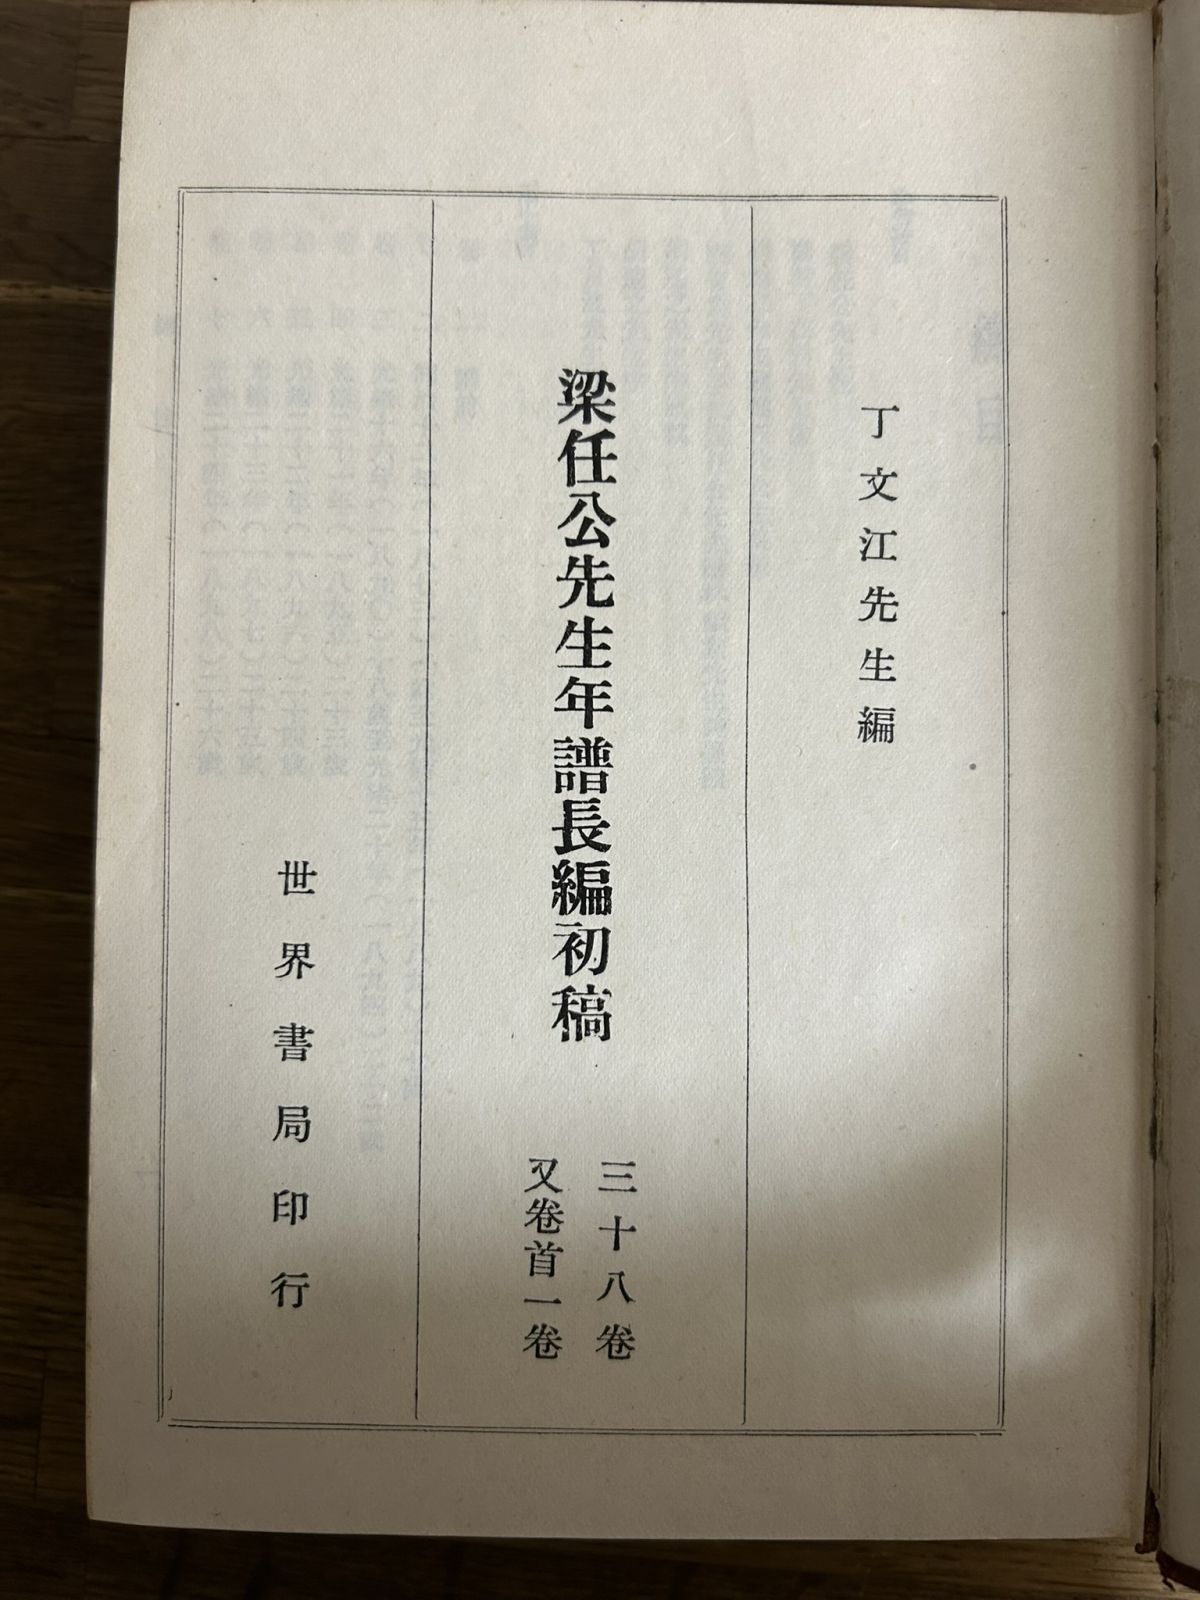 丁文江先生編
梁任公先生年譜長編初稿
三十八卷
又卷首一卷
世界書局印行